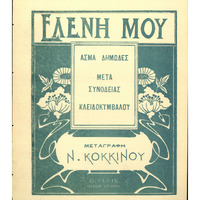 ΕΛΕΝΗ ΜΟΥ
ΑΣΜΑ ΔΗΜΩΔΕΣ
ΜΕΤΑ
ΣΥΝΟΔΕΙΑΣ
ΚΛΕΙΔΟΚΥΜΒΑΛΟΥ
ΜΕΤΑΓΡΑΦΗ
Ν. ΚΟΚΚΙΝΟΥ